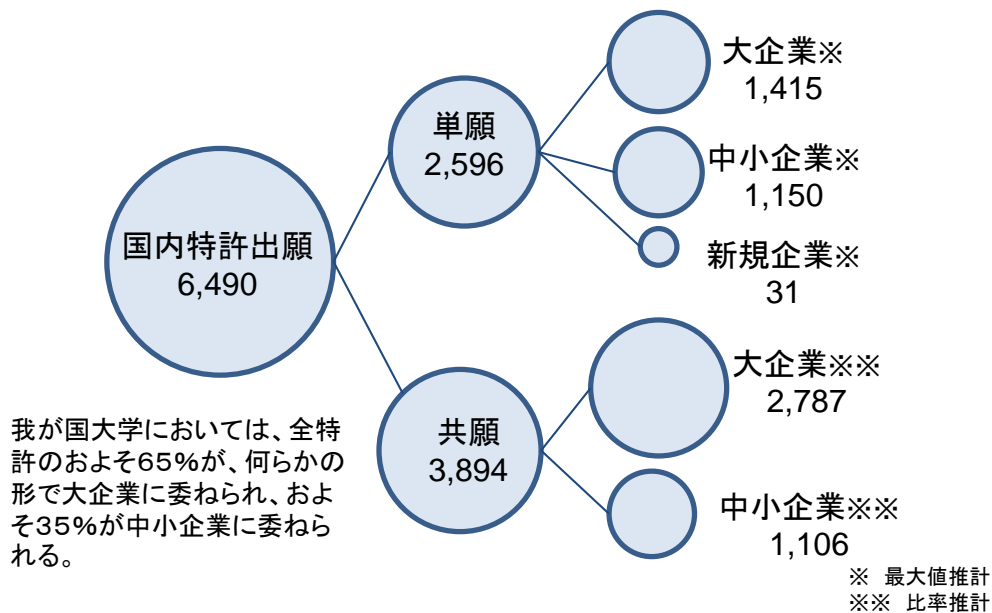 国内特許出願
6,490
単願
2,596
大企業※
1,415
中小企業※
1,150
新規企業※
31
共願
3,894
大企業※※
2,787
中小企業※※
1,106
我が国大学においては、全特
許のおよそ65%が、何らかの
形で大企業に委ねられ、およ
そ35%が中小企業に委ねら
れる。
※ 最大値推計
※※ 比率推計